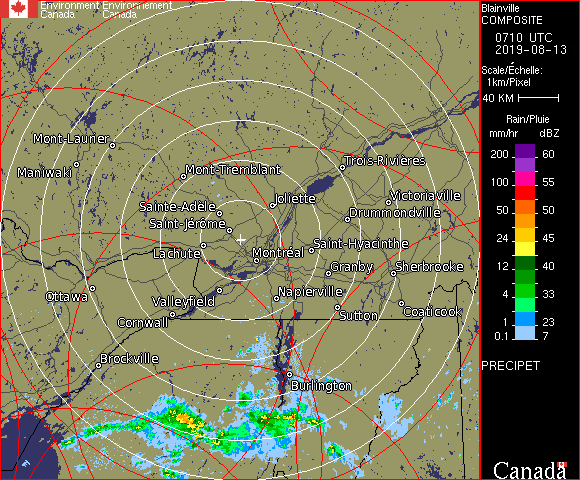 Environment Environnement
Canada Canada
Blainville
COMPOSITE
0710 UTC
2019-08-13
Scale/Échelle:
1km/Pixel
40 KM
Rain/Pluie
mm/hr dBZ
200 60
150 57
100 55
50 50
24 45
12 40
4 33
1 23
0.1 7
PRECIPET
Canada
Mont-Laurier
Maniwaki
Mont-Tremblant
Trois-Rivières
Joliette
Victoriaville
Sainte-Adèle
Drummondville
Saint-Jérôme
Saint-Hyacinthe
Lachute
Montréal
Granby
Sherbrooke
Ottawa
Valleyfield
Napierville
Coaticook
Cornwall
Sutton
Brockville
Burlington